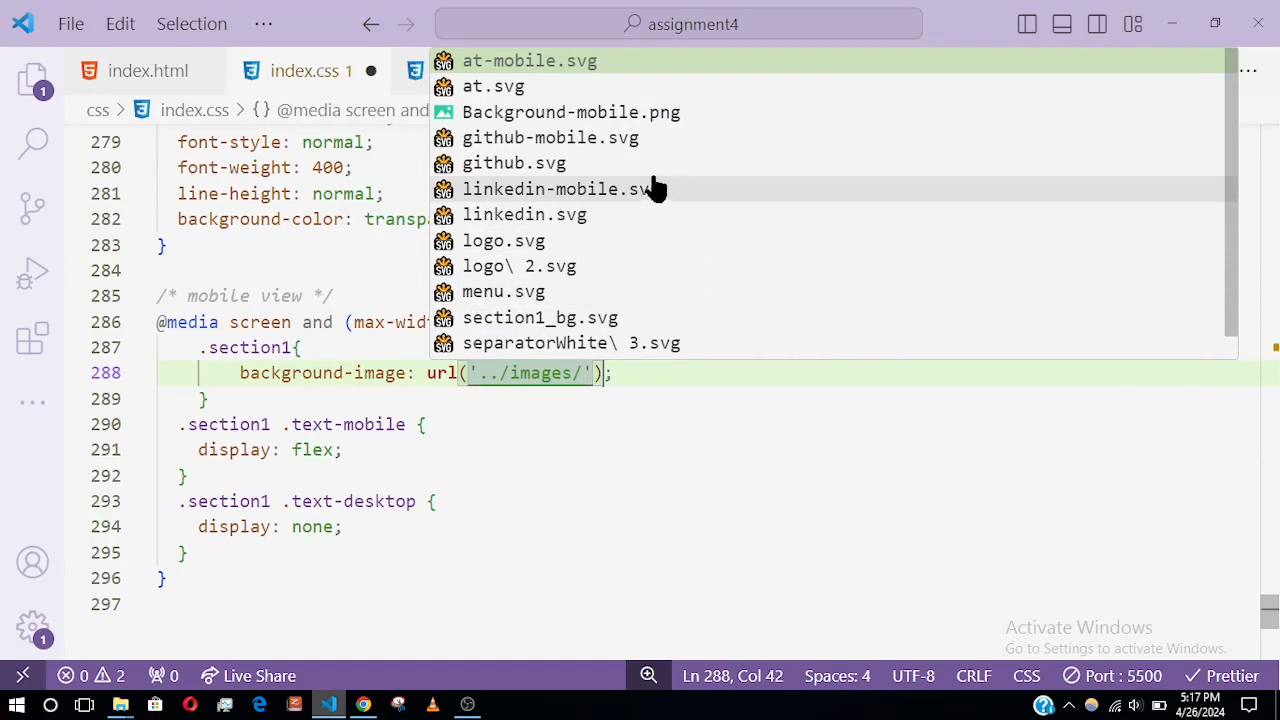 File Edit Selection ··· assignment4
index.html index.css 1
css > index.css > {} @media screen and
at-mobile.svg
at.svg
Background-mobile.png
github-mobile.svg
github.svg
linkedin-mobile.sv
linkedin.svg
logo.svg
logo\ 2.svg
menu.svg
section1_bg.svg
separatorWhite\ 3.svg
279 font-style: normal;
280 font-weight: 400;
281 line-height: normal;
282 background-color: transp
283 }
284
285 /* mobile view */
286 @media screen and (max-wid
287 .section1{
288 background-image: url('../images/');
289 }
290 .section1 .text-mobile {
291 display: flex;
292 }
293 .section1 .text-desktop {
294 display: none;
295 }
296 }
297
1
1
Activate Windows
Go to Settings to activate Windows.
0 2 0 Live Share Ln 288, Col 42 Spaces: 4 UTF-8 CRLF CSS Port : 5500 Prettier
5:17 PM
4/26/2024